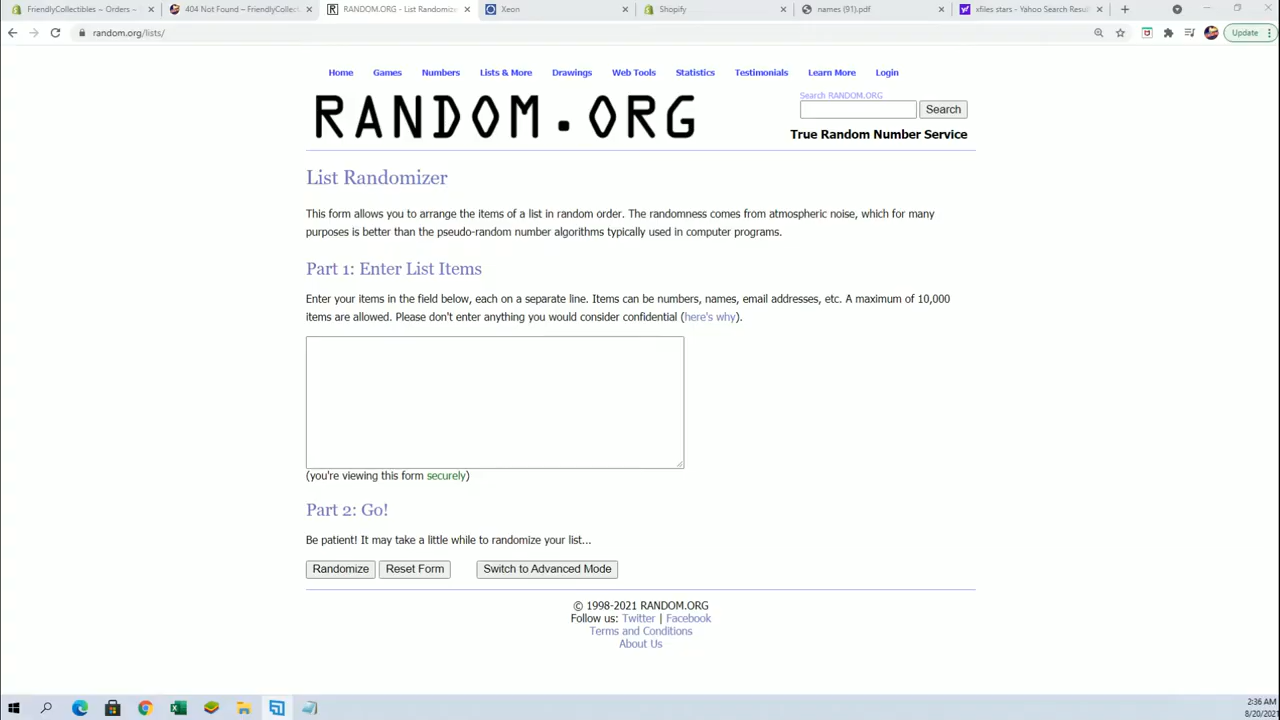 FriendlyCollectibles ~ Orders ~
404 Not Found – FriendlyCollect
RANDOM.ORG - List Randomizer
Xeon
Shopify
names (91).pdf
xfiles stars - Yahoo Search Resul
random.org/lists/
Update
Home Games Numbers Lists & More Drawings Web Tools Statistics Testimonials Learn More Login
RANDOM.ORG
Search RANDOM.ORG
Search
True Random Number Service
List Randomizer
This form allows you to arrange the items of a list in random order. The randomness comes from atmospheric noise, which for many
purposes is better than the pseudo-random number algorithms typically used in computer programs.
Part 1: Enter List Items
Enter your items in the field below, each on a separate line. Items can be numbers, names, email addresses, etc. A maximum of 10,000
items are allowed. Please don't enter anything you would consider confidential (here's why).
(you're viewing this form securely)
Part 2: Go!
Be patient! It may take a little while to randomize your list...
Randomize Reset Form Switch to Advanced Mode
© 1998-2021 RANDOM.ORG
Follow us: Twitter | Facebook
Terms and Conditions
About Us
2:36 AM
8/20/2021